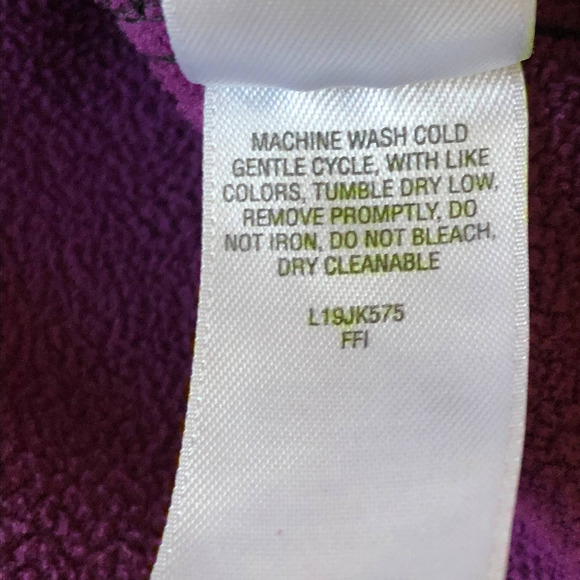 MACHINE WASH COLD
GENTLE CYCLE, WITH LIKE
COLORS, TUMBLE DRY LOW,
REMOVE PROMPTLY, DO
NOT IRON, DO NOT BLEACH,
DRY CLEANABLE
L19JK575
FFI